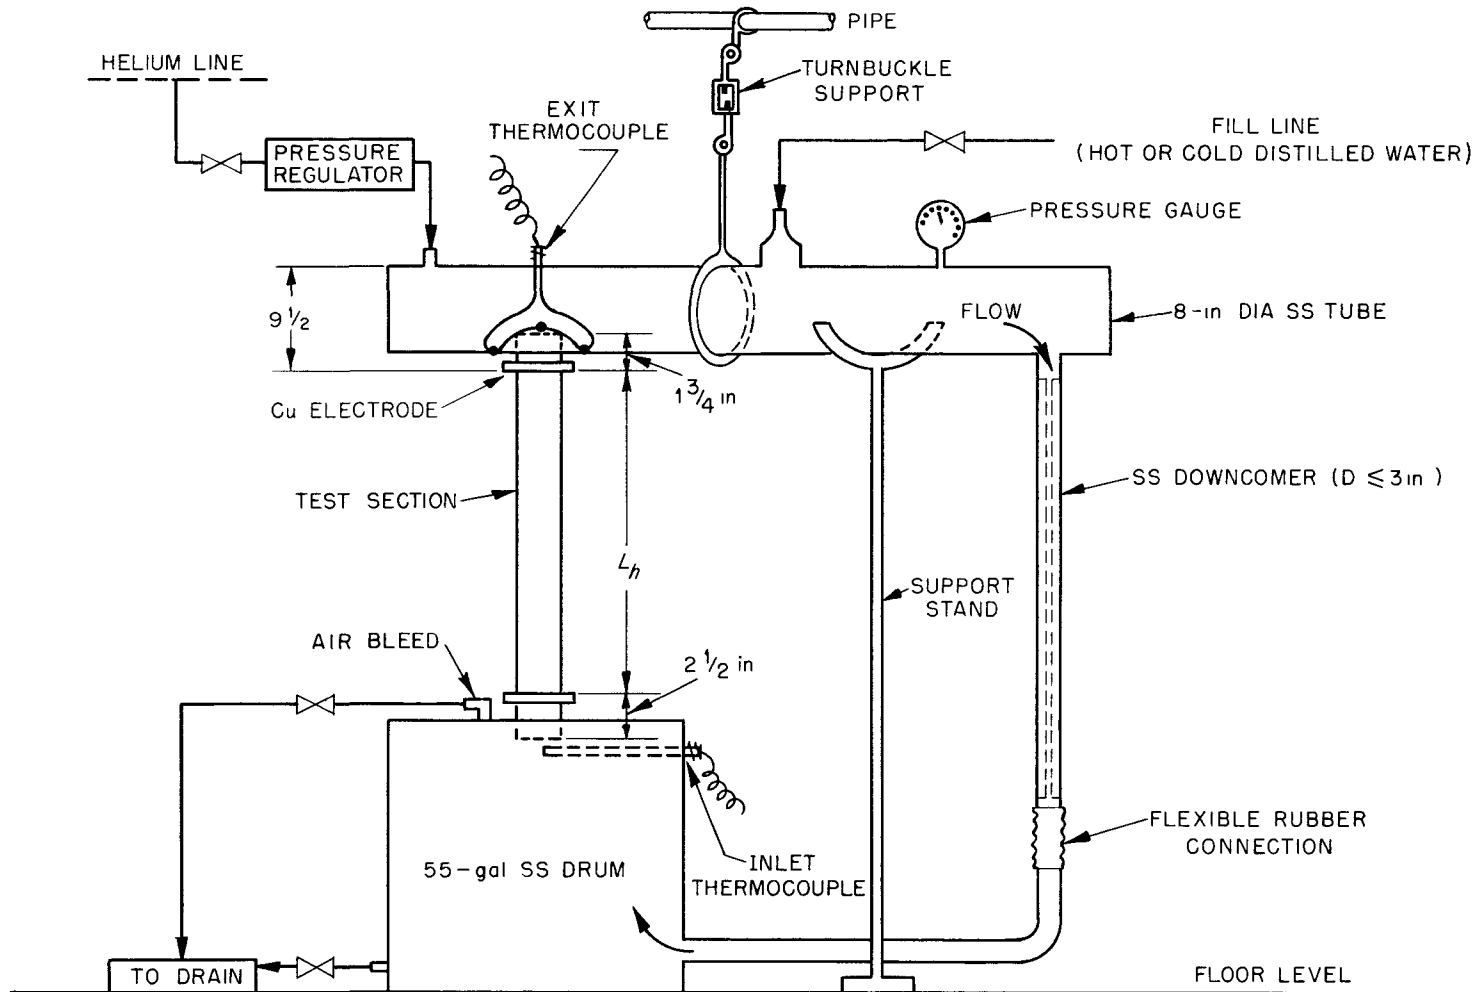 PIPE
HELIUM LINE
TURNBUCKLE
SUPPORT
EXIT
THERMOCOUPLE
FILL LINE
(HOT OR COLD DISTILLED WATER)
PRESSURE
REGULATOR
PRESSURE GAUGE
9 1/2
FLOW
8-in DIA SS TUBE
1 3/4 in
Cu ELECTRODE
TEST SECTION
SS DOWNCOMER (D ≤ 3 in )
Lh
SUPPORT
STAND
AIR BLEED
2 1/2 in
FLEXIBLE RUBBER
CONNECTION
55-gal SS DRUM
INLET
THERMOCOUPLE
TO DRAIN
FLOOR LEVEL